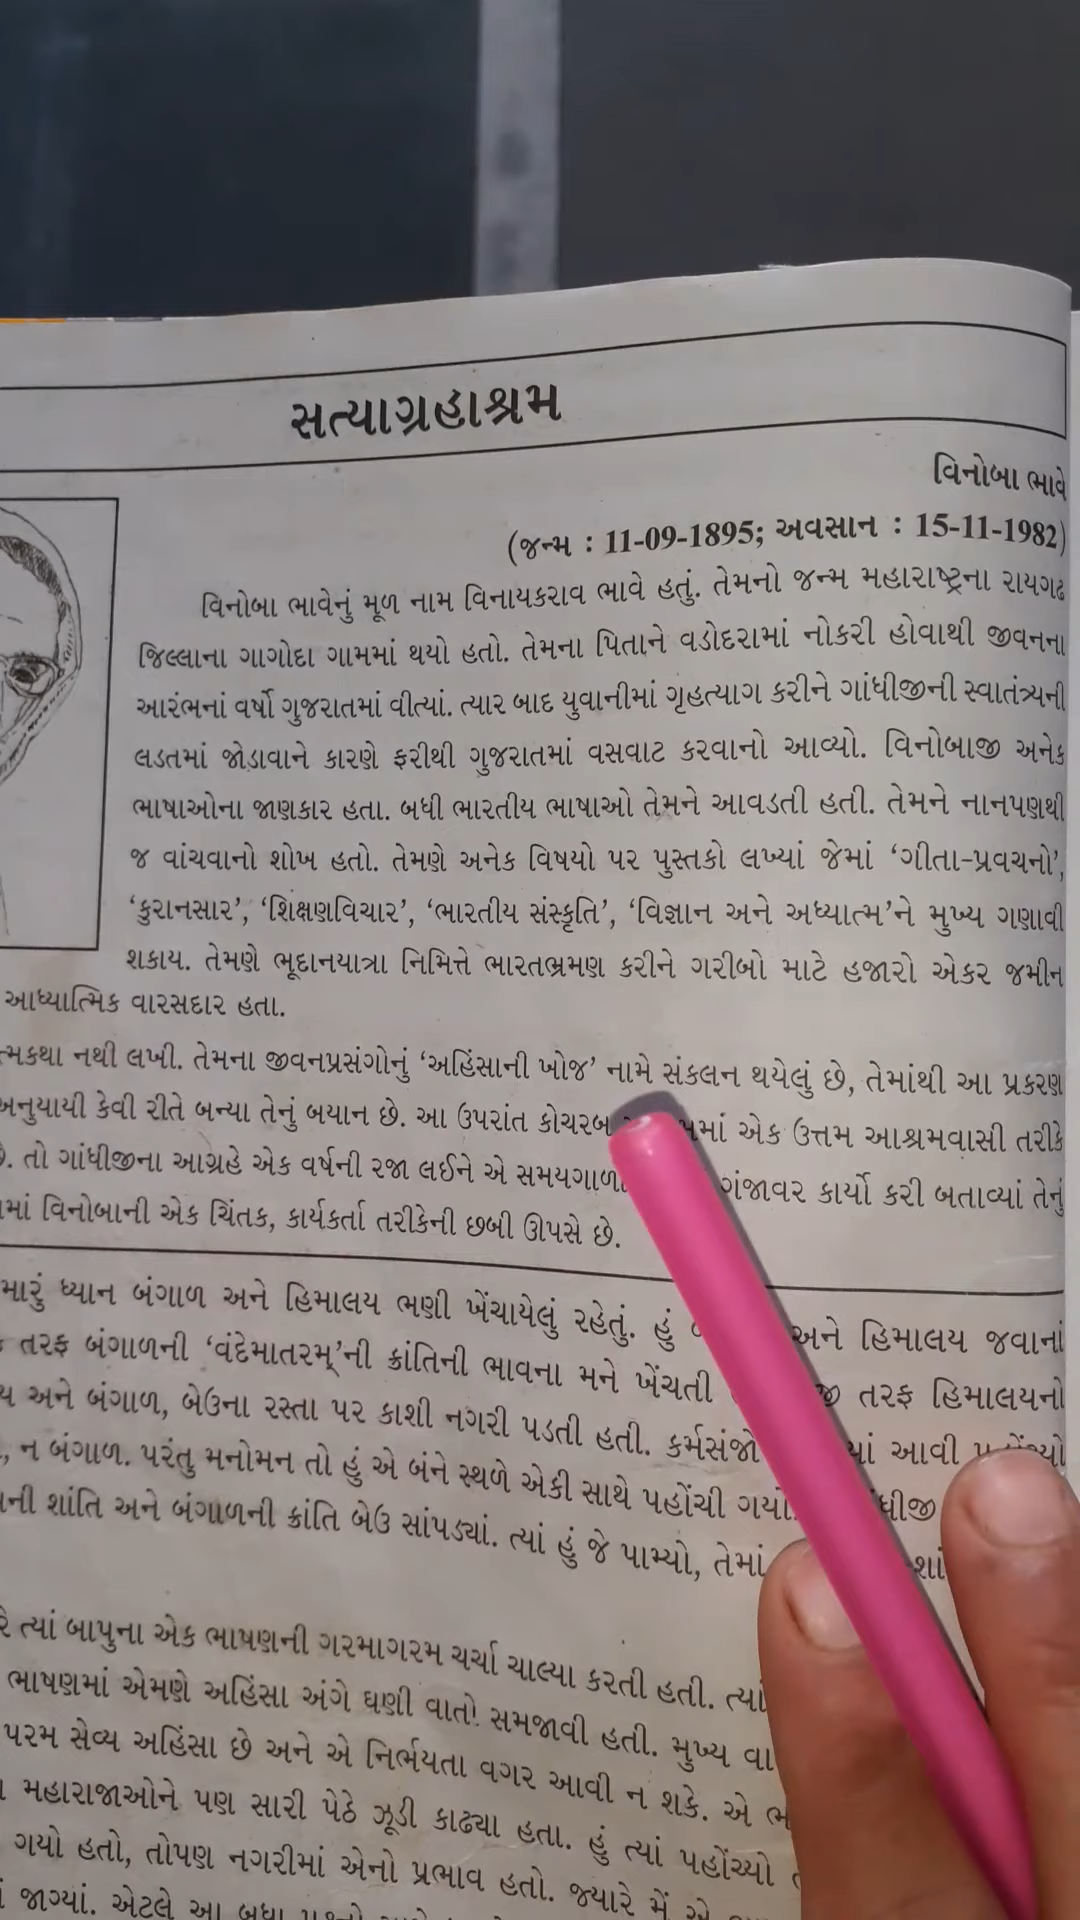 સત્યાગ્રહાશ્રમ
વિનોબા ભાવે
(જન્મ : 11-09-1895; અવસાન : 15-11-1982)
વિનોબા ભાવેનું મૂળ નામ વિનાયકરાવ ભાવે હતું. તેમનો જન્મ મહારાષ્ટ્રના રાયગઢ
જિલ્લાના ગાગોદા ગામમાં થયો હતો. તેમના પિતાને વડોદરામાં નોકરી હોવાથી જીવનના
આરંભનાં વર્ષો ગુજરાતમાં વીત્યાં. ત્યાર બાદ યુવાનીમાં ગૃહત્યાગ કરીને ગાંધીજીની સ્વાતંત્ર્યની
લડતમાં જોડાવાને કારણે ફરીથી ગુજરાતમાં વસવાટ કરવાનો આવ્યો. વિનોબાજી અનેક
ભાષાઓના જાણકાર હતા. બધી ભારતીય ભાષાઓ તેમને આવડતી હતી. તેમને નાનપણથી
જ વાંચવાનો શોખ હતો. તેમણે અનેક વિષયો પર પુસ્તકો લખ્યાં જેમાં ‘ગીતા-પ્રવચનો’,
‘કુરાનસાર’, ‘શિક્ષણવિચાર’, ‘ભારતીય સંસ્કૃતિ’, ‘વિજ્ઞાન અને અધ્યાત્મ’ને મુખ્ય ગણાવી
શકાય. તેમણે ભૂદાનયાત્રા નિમિત્તે ભારતભ્રમણ કરીને ગરીબો માટે હજારો એકર જમીન
આધ્યાત્મિક વારસદાર હતા.
નથી લખી. તેમના જીવનપ્રસંગોનું ‘અહિંસાની ખોજ’ નામે સંકલન થયેલું છે, તેમાંથી આ પ્રકરણ
અનુયાયી કેવી રીતે બન્યા તેનું બયાન છે. આ ઉપરાંત કોચરબ એક ઉત્તમ આશ્રમવાસી તરીકે
તો ગાંધીજીના આગ્રહે એક વર્ષની રજા લઈને એ ગંજાવર કાર્યો કરી બતાવ્યાં તેનું
વિનોબાની એક ચિંતક, કાર્યકર્તા તરીકેની છબી ઊપસે છે.
મારું ધ્યાન બંગાળ અને હિમાલય ભણી ખેંચાયેલું રહેતું. હું અને હિમાલય જવાનાં
તરફ બંગાળની ‘વંદેમાતરમ્’ની ક્રાંતિની ભાવના મને ખેંચતી તરફ હિમાલયનો
અને બંગાળ, બેઉના રસ્તા પર કાશી નગરી પડતી હતી. આવી
ન બંગાળ. પરંતુ મનોમન તો હું એ બંને સ્થળે એકી સાથે પહોંચી ગયો.
શાંતિ અને બંગાળની ક્રાંતિ બેઉ સાંપડ્યાં. ત્યાં હું જે પામ્યો, તેમાં
ત્યાં બાપુના એક ભાષણની ગરમાગરમ ચર્ચા ચાલ્યા કરતી હતી. ત્યાં
ભાષણમાં એમણે અહિંસા અંગે ઘણી વાતો સમજાવી હતી. મુખ્ય
પરમ સેવ્ય અહિંસા છે અને એ નિર્ભયતા વગર આવી ન શકે. એ
મહારાજાઓને પણ સારી પેઠે ઝૂડી કાઢ્યા હતા. હું ત્યાં પહોંચ્યો
ગયો હતો, તોપણ નગરીમાં એનો પ્રભાવ હતો. જ્યારે મેં એ
જાગ્યાં. એટલે આ બધા